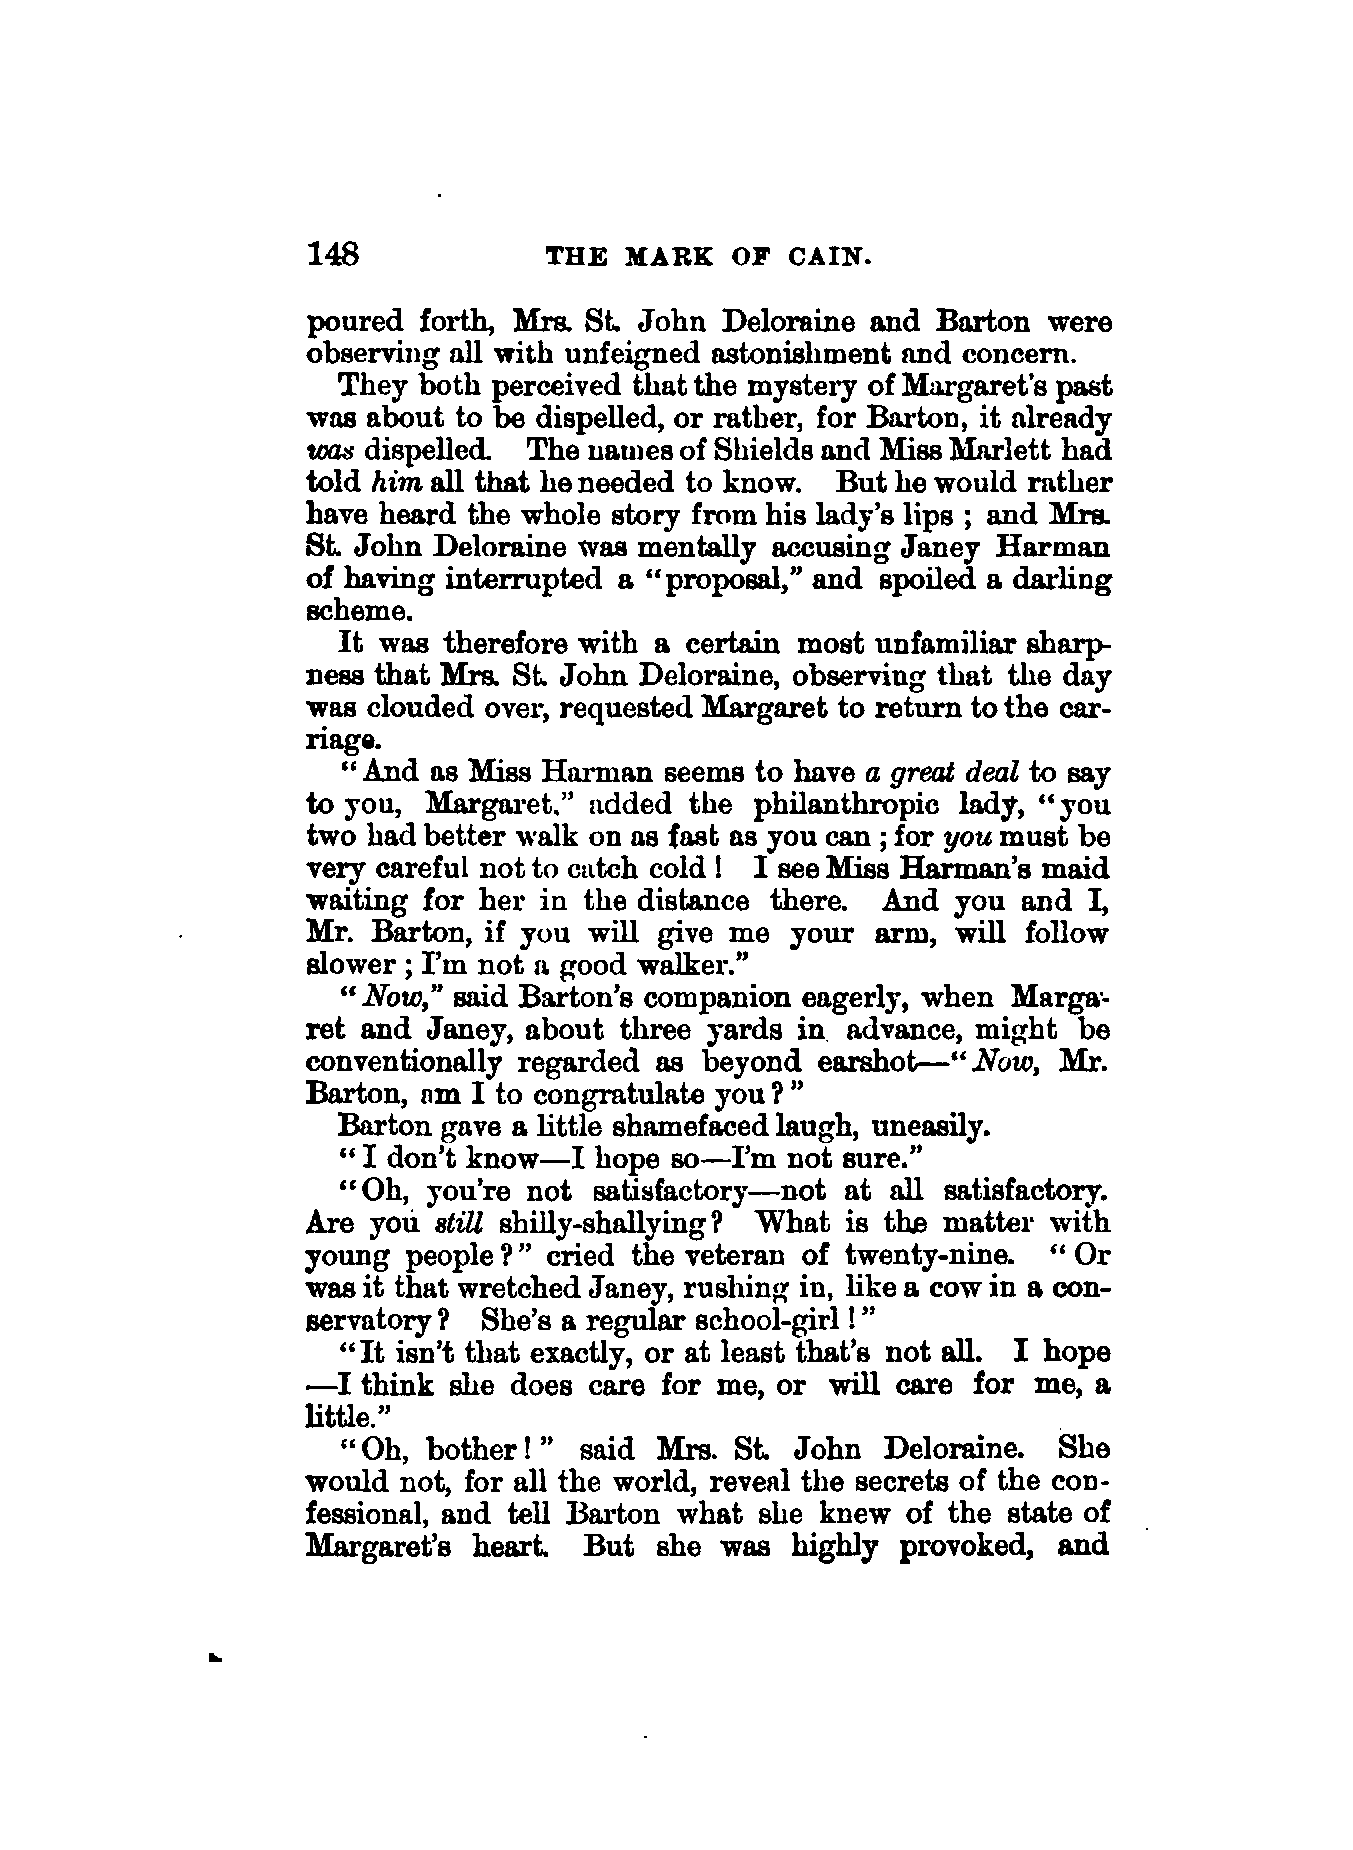 148 THE MARK OF CAIN.
poured forth, Mrs. St. John Deloraine and Barton were
observing all with unfeigned astonishment and concern.
They both perceived that the mystery of Margaret's past
was about to be dispelled, or rather, for Barton, it already
was dispelled. The names of Shields and Miss Marlett had
told him all that he needed to know. But he would rather
have heard the whole story from his lady's lips ; and Mrs.
St. John Deloraine was mentally accusing Janey Harman
of having interrupted a “proposal,” and spoiled a darling
scheme.
It was therefore with a certain most unfamiliar sharp-
ness that Mrs. St. John Deloraine, observing that the day
was clouded over, requested Margaret to return to the car-
riage.
“And as Miss Harman seems to have a great deal to say
to you, Margaret,” added the philanthropic lady, “you
two had better walk on as fast as you can ; for you must be
very careful not to catch cold ! I see Miss Harman's maid
waiting for her in the distance there. And you and I,
Mr. Barton, if you will give me your arm, will follow
slower ; I'm not a good walker.”
“Now,” said Barton's companion eagerly, when Marga-
ret and Janey, about three yards in advance, might be
conventionally regarded as beyond earshot—“Now, Mr.
Barton, am I to congratulate you ? ”
Barton gave a little shamefaced laugh, uneasily.
“I don't know—I hope so—I'm not sure.”
“Oh, you're not satisfactory—not at all satisfactory.
Are you still shilly-shallying? What is the matter with
young people ? ” cried the veteran of twenty-nine. “Or
was it that wretched Janey, rushing in, like a cow in a con-
servatory ? She's a regular school-girl ! ”
“It isn't that exactly, or at least that's not all. I hope
—I think she does care for me, or will care for me, a
little.”
“Oh, bother ! ” said Mrs. St. John Deloraine. She
would not, for all the world, reveal the secrets of the con-
fessional, and tell Barton what she knew of the state of
Margaret's heart. But she was highly provoked, and